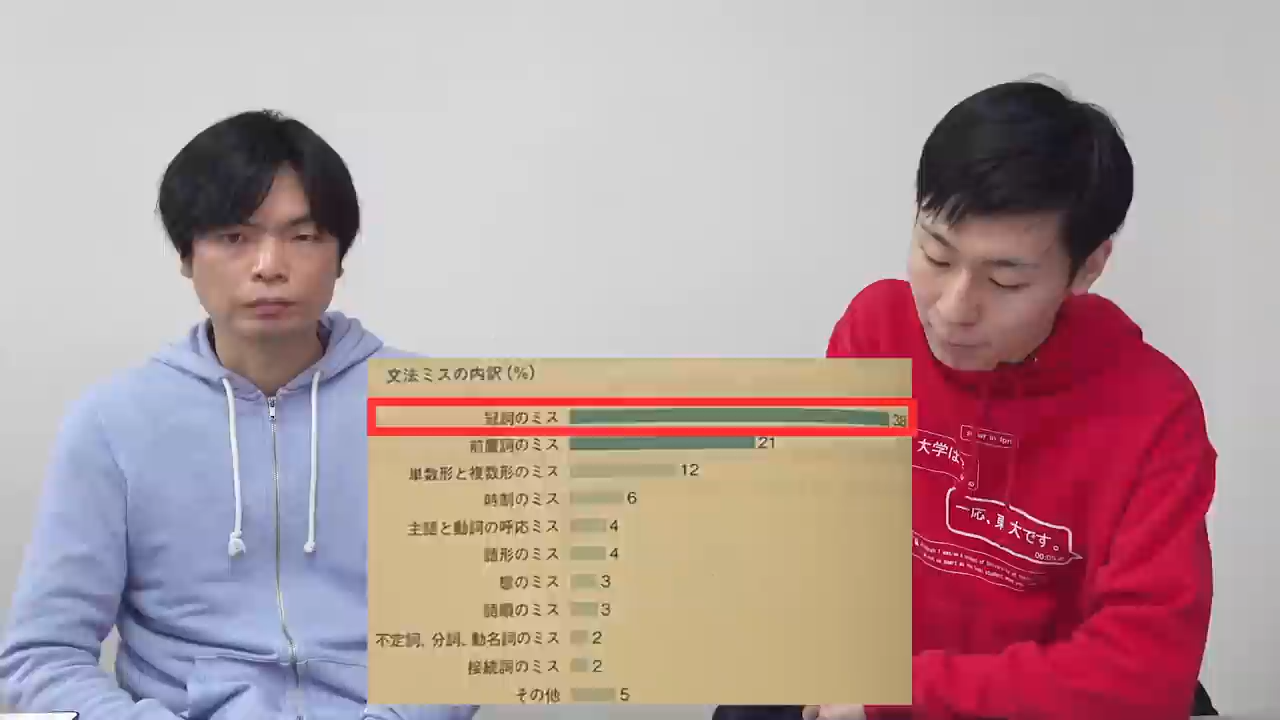 文法ミスの内訳(%)
冠詞のミス 38
前置詞のミス 21
単数形と複数形のミス 12
時制のミス 6
主語と動詞の呼応ミス 4
語形のミス 4
態のミス 3
語順のミス 3
不定詞、分詞、動名詞のミス 2
接続詞のミス 2
その他 5
大学は、
一応、東大です。